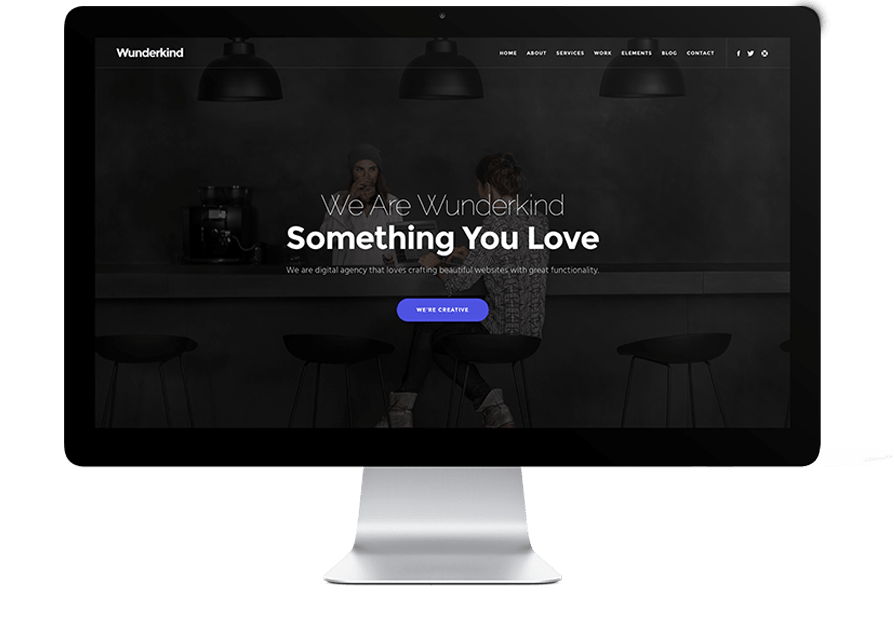 Wunderkind
HOME ABOUT SERVICES WORK ELEMENTS BLOG CONTACT
We Are Wunderkind
Something You Love
We are digital agency that loves crafting beautiful websites with great functionality.
WE'RE CREATIVE